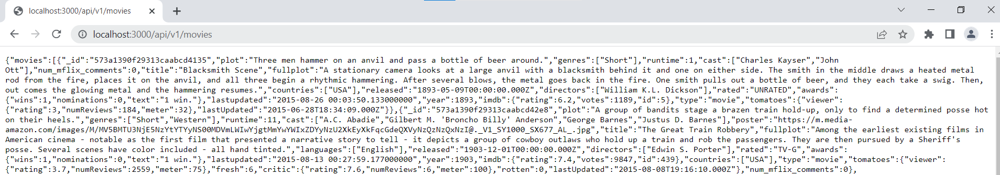 localhost:3000/api/v1/movies
localhost:3000/api/v1/movies
{"movies":[{"_id":"573a1390f29313caabcd4135","plot":"Three men hammer on an anvil and pass a bottle of beer around.","genres":["Short"],"runtime":1,"cast":["Charles Kayser","John
Ott"],"num_mflix_comments":0,"title":"Blacksmith Scene","fullplot":"A stationary camera looks at a large anvil with a blacksmith behind it and one on either side. The smith in the middle draws a heated metal
rod from the fire, places it on the anvil, and all three begin a rhythmic hammering. After several blows, the metal goes back in the fire. One smith pulls out a bottle of beer, and they each take a swig. Then,
out comes the glowing metal and the hammering resumes.","countries":["USA"],"released":"1893-05-09T00:00:00.000Z","directors":["William K.L. Dickson"],"rated":"UNRATED","awards":
{"wins":1,"nominations":0,"text":"1 win."},"lastupdated":"2015-08-26 00:03:50.133000000","year":1893,"imdb":{"rating":6.2,"votes":1189,"id":5},"type":"movie","tomatoes":{"viewer":
{"rating":3,"numReviews":184,"meter":32},"lastUpdated":"2015-06-28T18:34:09.000Z"}},{"_id":"573a1390f29313caabcd42e8","plot":"A group of bandits stage a brazen train hold-up, only to find a determined posse hot
on their heels.","genres":["Short","Western"],"runtime":11,"cast":["A.C. Abadie","Gilbert M. 'Broncho Billy' Anderson","George Barnes","Justus D. Barnes"],"poster":"https://m.media-
amazon.com/images/M/MV5BMTU3NjE5NzYtYTYyNS00MDVmLWIwYjgtMmYwYWIxZDYyNzU2XkEyXkFqcGdeQXVyNzQzNzQxNzI@._V1_SY1000_SX677_AL_.jpg","title":"The Great Train Robbery","fullplot":"Among the earliest existing films in
American cinema - notable as the first film that presented a narrative story to tell - it depicts a group of cowboy outlaws who hold up a train and rob the passengers. They are then pursued by a Sheriff's
posse. Several scenes have color included - all hand tinted.","languages":["English"],"released":"1903-12-01T00:00:00.000Z","directors":["Edwin S. Porter"],"rated":"TV-G","awards":
{"wins":1,"nominations":0,"text":"1 win."},"lastupdated":"2015-08-13 00:27:59.177000000","year":1903,"imdb":{"rating":7.4,"votes":9847,"id":439},"countries":["USA"],"type":"movie","tomatoes":{"viewer":
{"rating":3.7,"numReviews":2559,"meter":75},"fresh":6,"critic":{"rating":7.6,"numReviews":6,"meter":100},"rotten":0,"lastUpdated":"2015-08-08T19:16:10.000Z"},"num_mflix_comments":0},